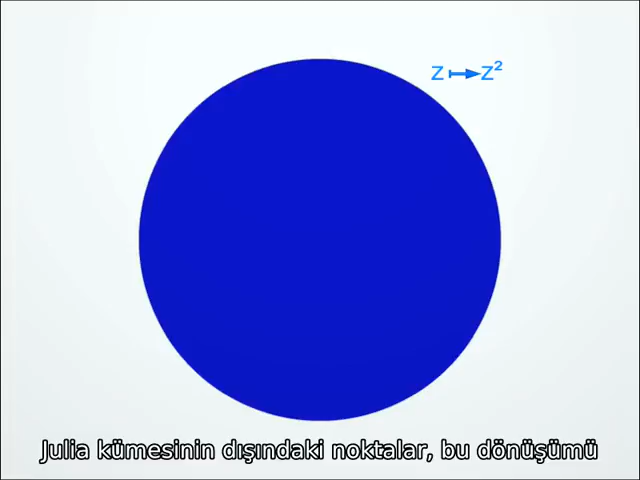 z ↦ z²
Julia kümesinin dışındaki noktalar, bu dönüşümü